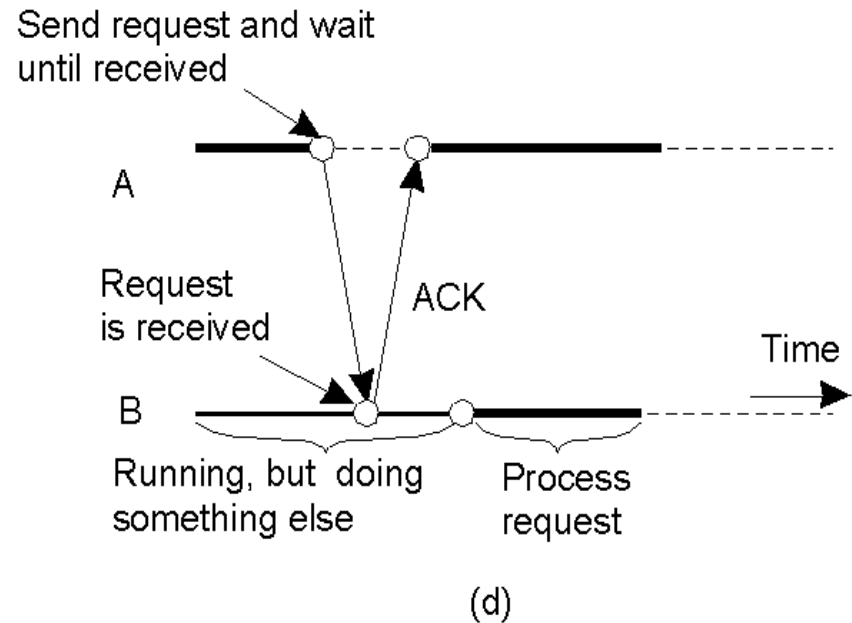 Send request and wait
until received
A
Request
is received
ACK
Time
B
Running, but doing
something else
Process
request
(d)